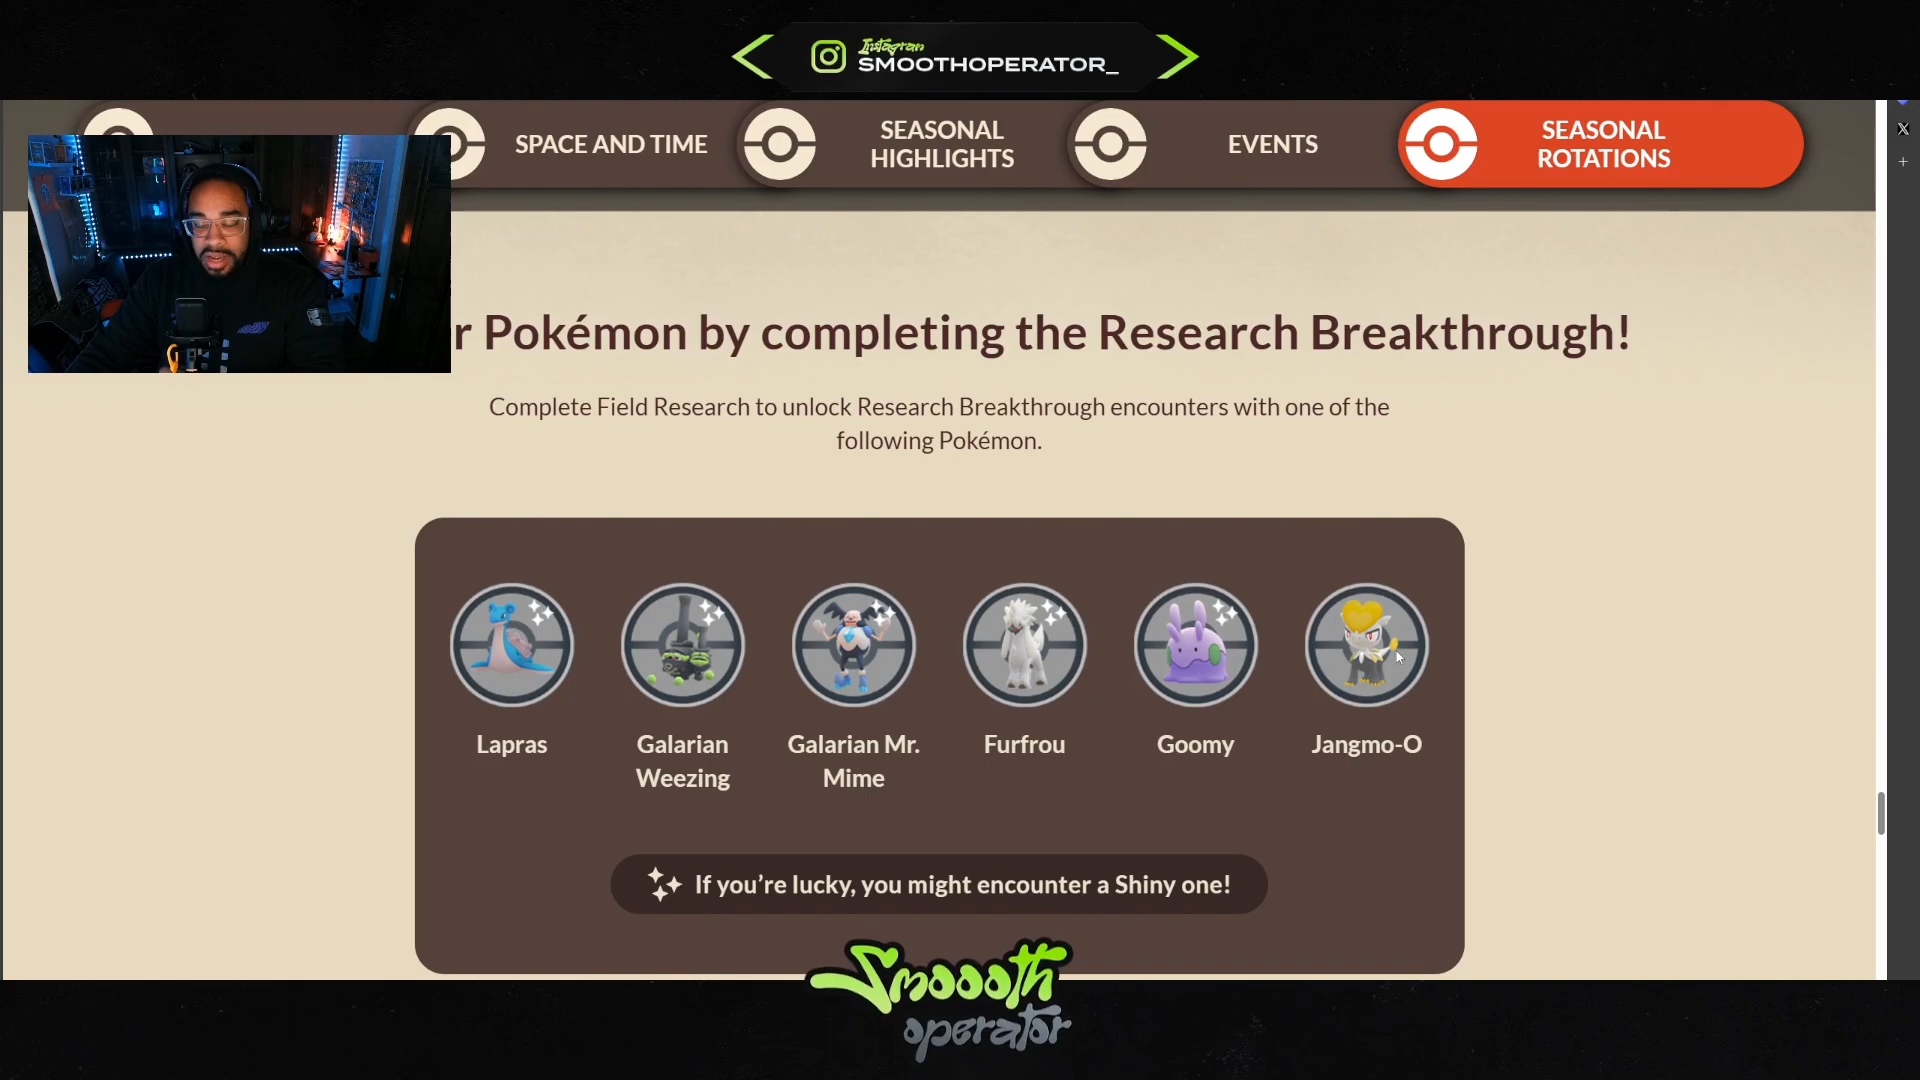 Instagram
SMOOTHOPERATOR_
SPACE AND TIME
SEASONAL
HIGHLIGHTS
EVENTS
SEASONAL
ROTATIONS
r Pokémon by completing the Research Breakthrough!
Complete Field Research to unlock Research Breakthrough encounters with one of the
following Pokémon.
Lapras
Galarian
Weezing
Galarian Mr.
Mime
Furfrou
Goomy
Jangmo-O
If you’re lucky, you might encounter a Shiny one!
Smoooth
operator